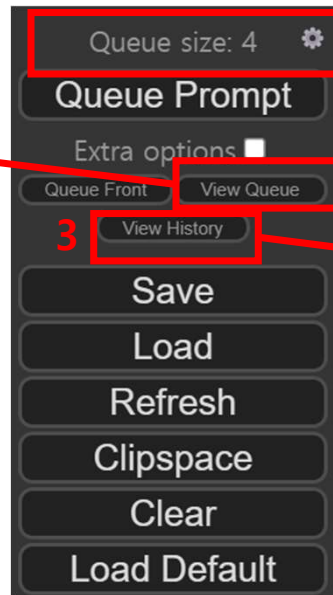 Queue size: 4
Queue Prompt
Extra options
Queue Front View Queue
3 View History
Save
Load
Refresh
Clipspace
Clear
Load Default